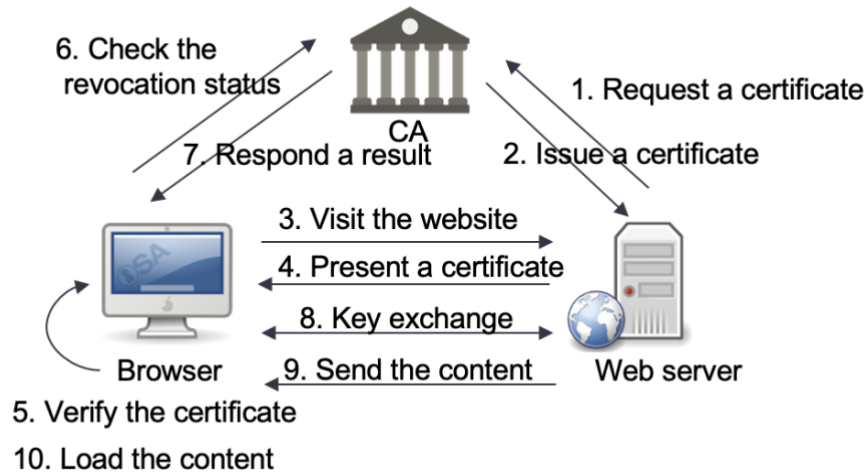 6. Check the
revocation status
1. Request a certificate
CA
7. Respond a result
2. Issue a certificate
3. Visit the website
4. Present a certificate
8. Key exchange
Browser
9. Send the content
Web server
5. Verify the certificate
10. Load the content